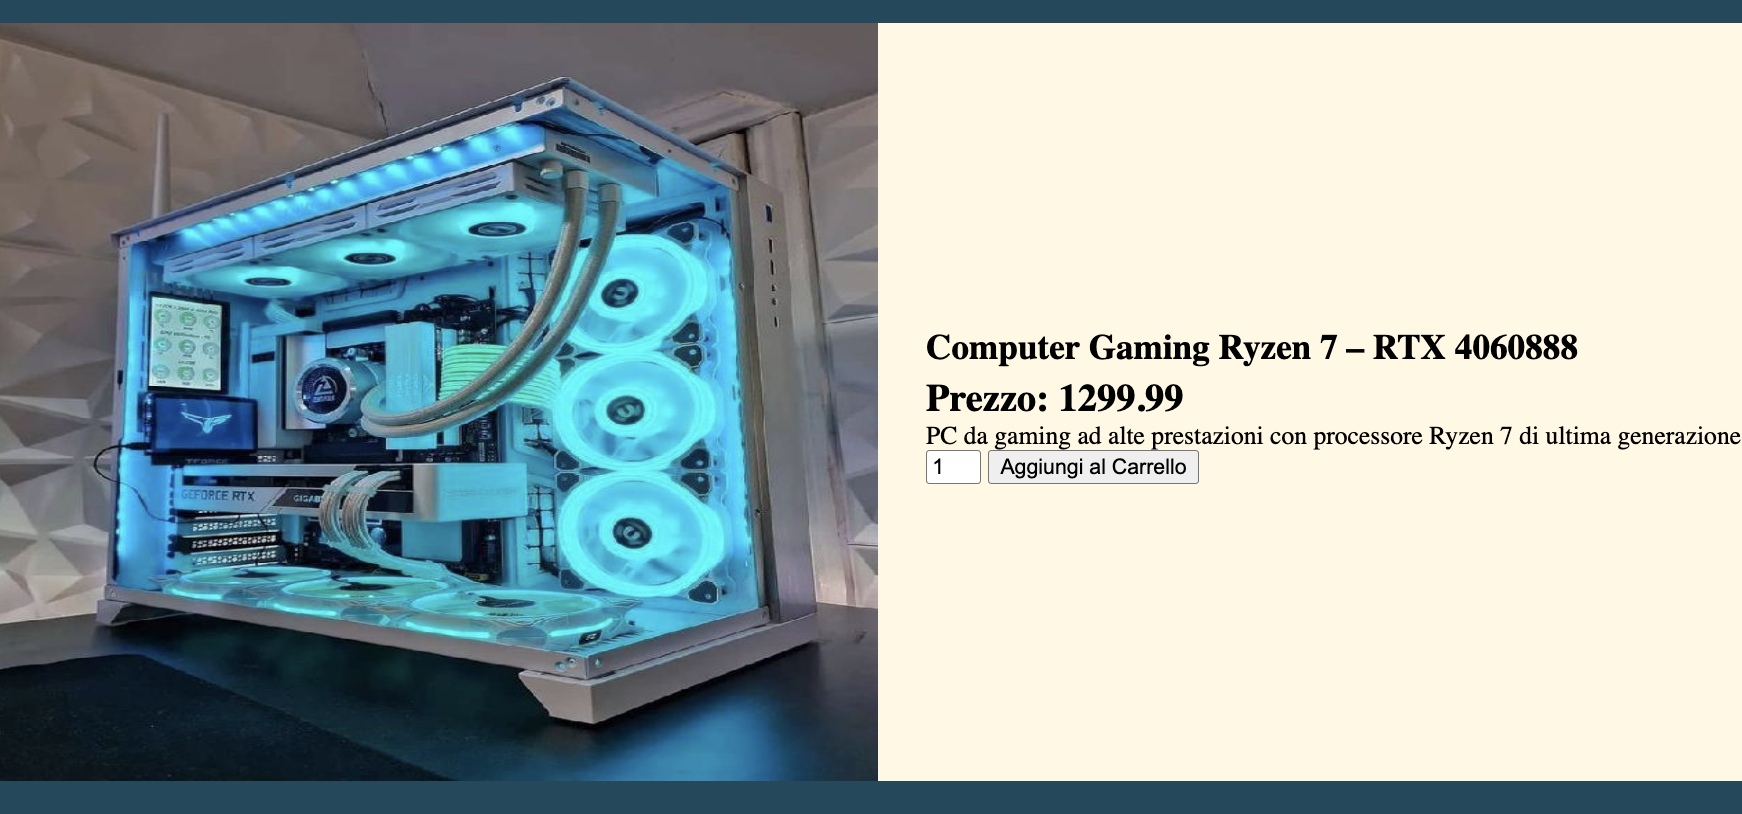 GEFORCE RTX
Computer Gaming Ryzen 7 – RTX 4060888
Prezzo: 1299.99
PC da gaming ad alte prestazioni con processore Ryzen 7 di ultima generazione
1
Aggiungi al Carrello